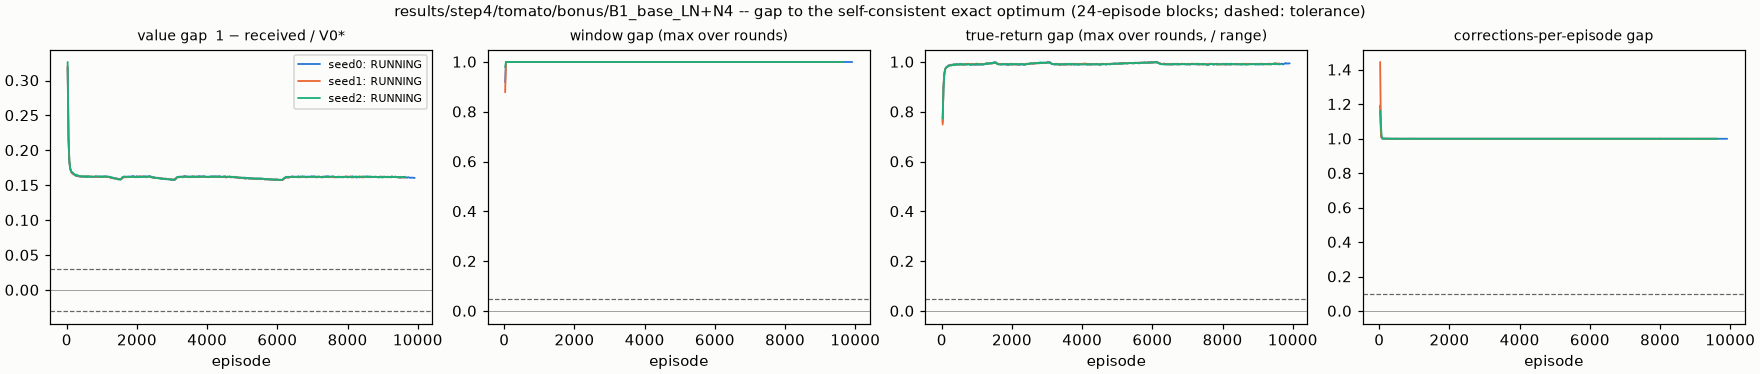 results/step4/tomato/bonus/B1_base_LN+N4 -- gap to the self-consistent exact optimum (24-episode blocks; dashed: tolerance)
value gap 1 − received / V0*
0.30
0.25
0.20
0.15
0.10
0.05
0.00
seed0: RUNNING
seed1: RUNNING
seed2: RUNNING
0 2000 4000 6000 8000 10000
episode
window gap (max over rounds)
1.0
0.8
0.6
0.4
0.2
0.0
0 2000 4000 6000 8000 10000
episode
true-return gap (max over rounds, / range)
1.0
0.8
0.6
0.4
0.2
0.0
0 2000 4000 6000 8000 10000
episode
corrections-per-episode gap
1.4
1.2
1.0
0.8
0.6
0.4
0.2
0.0
0 2000 4000 6000 8000 10000
episode